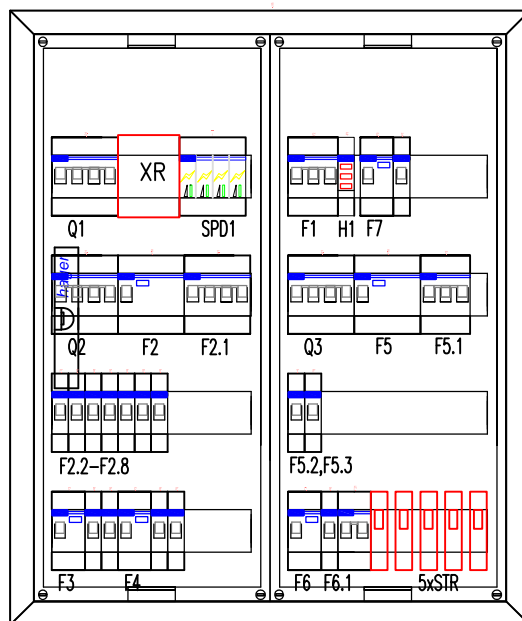 XR
Q1 SPD1 F1 H1 F7
hager
Q2 F2 F2.1 Q3 F5 F5.1
F2.2-F2.8 F5.2,F5.3
F3 F4 F6 F6.1 5xSTR